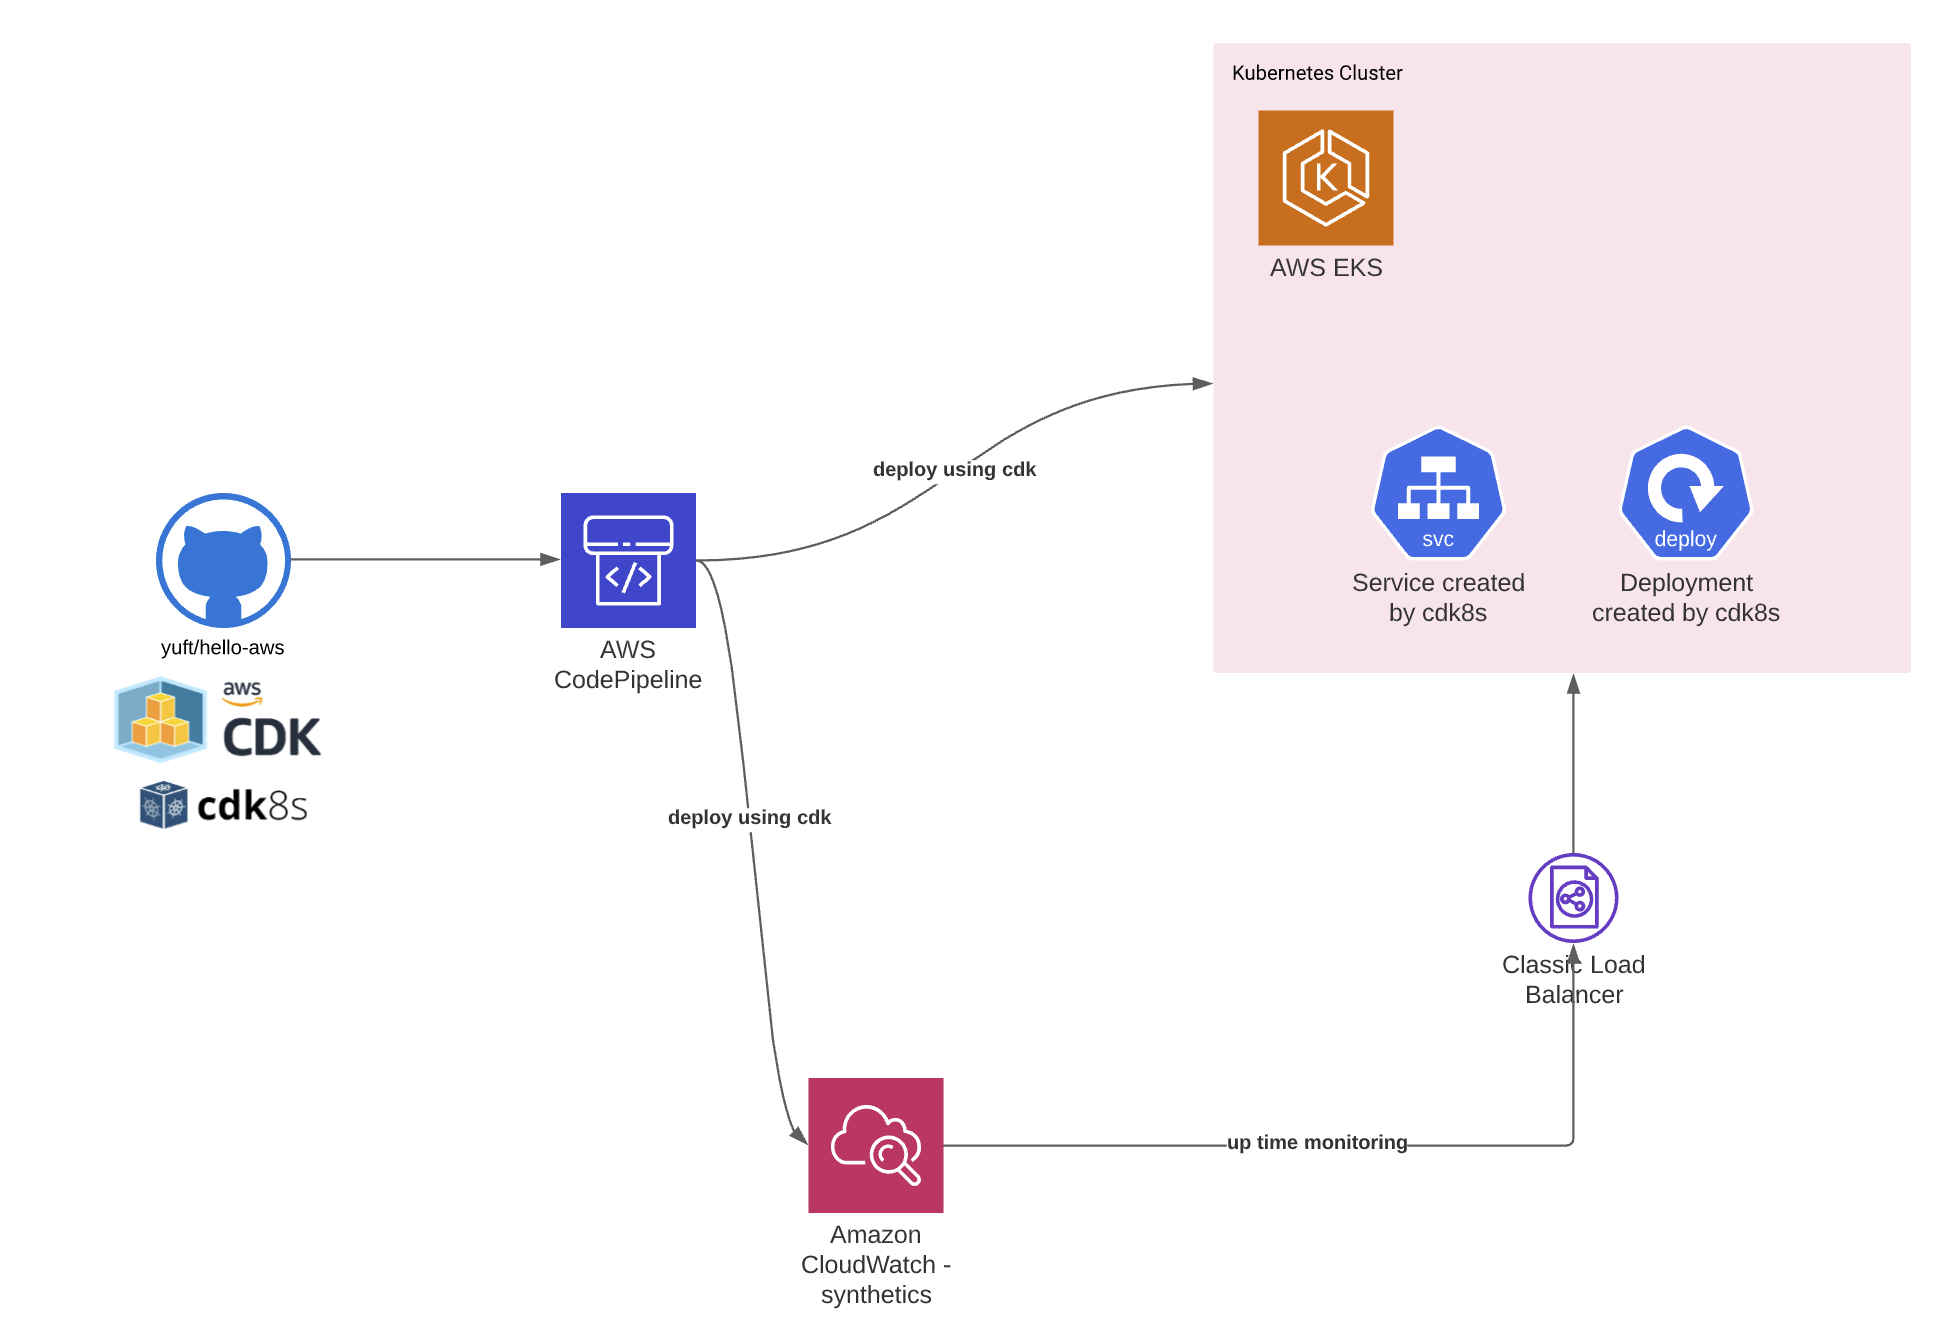 Kubernetes Cluster
K
AWS EKS
deploy using cdk
svc
deploy
Service created
by cdk8s
Deployment
created by cdk8s
</>
yuft/hello-aws
AWS
CodePipeline
aws
CDK
cdk8s
deploy using cdk
Classic Load
Balancer
up time monitoring
Amazon
CloudWatch -
synthetics